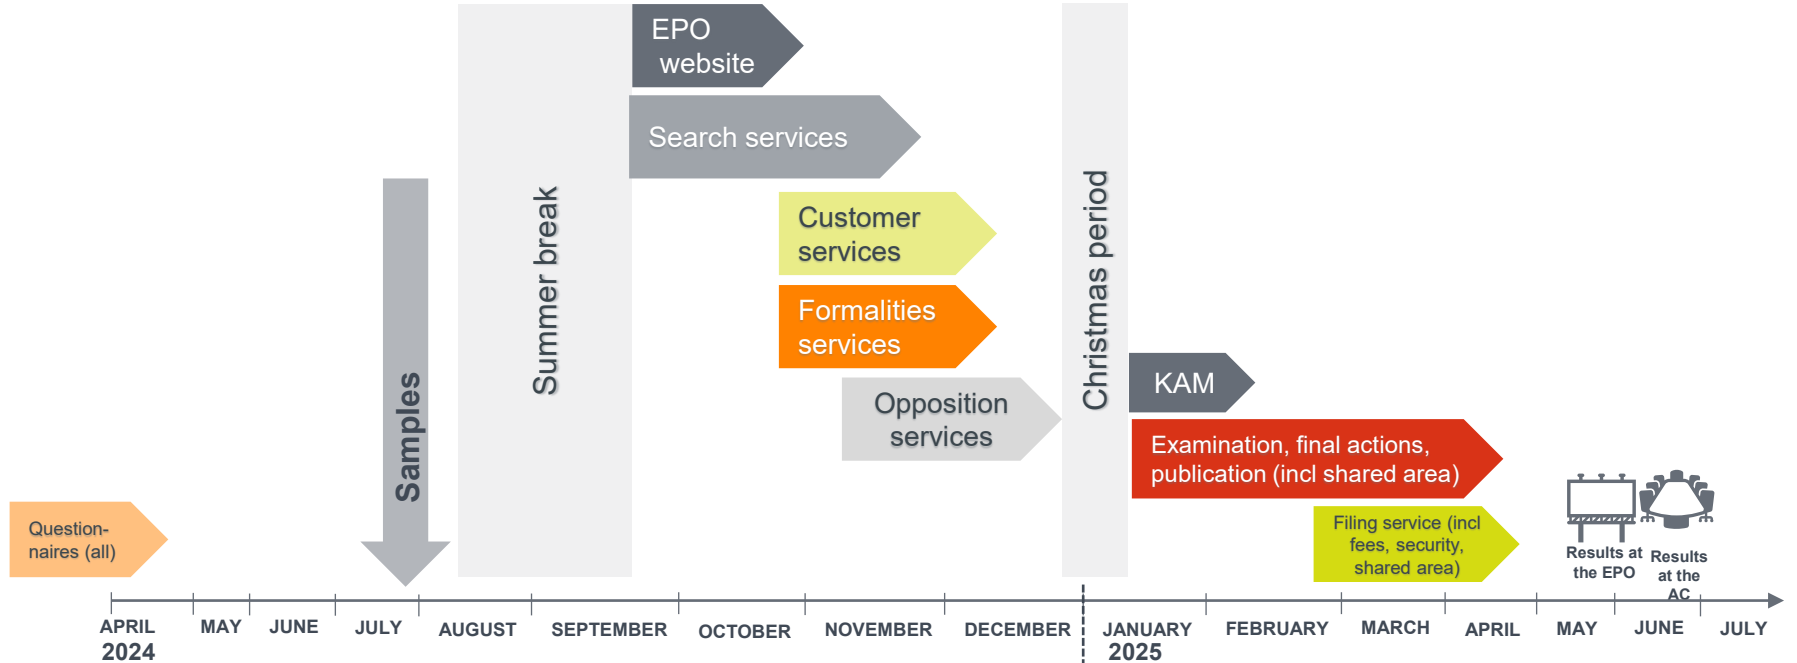 EPO
website
Search services
Summer break
Samples
Customer
services
Formalities
services
Opposition
services
Christmas period
KAM
Examination, final actions,
publication (incl shared area)
Question-
naires (all)
Filing service (incl
fees, security,
shared area)
Results at
the EPO
Results
at the
AC
APRIL MAY JUNE JULY AUGUST SEPTEMBER OCTOBER NOVEMBER DECEMBER JANUARY FEBRUARY MARCH APRIL MAY JUNE JULY
2024 2025